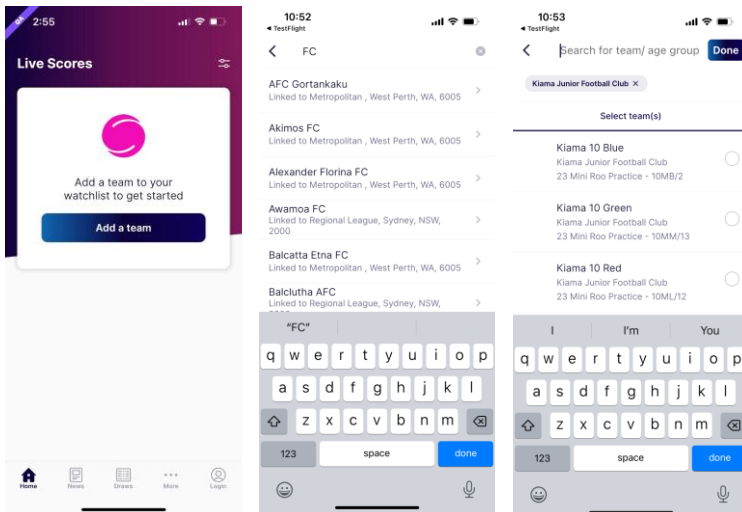 2:55
Live Scores
Add a team to your
watchlist to get started
Add a team
Home
News
Draws
More
Login
10:52
◀ TestFlight
FC
AFC Gortankaku
Linked to Metropolitan , West Perth, WA, 6005
Akimos FC
Linked to Metropolitan , West Perth, WA, 6005
Alexander Florina FC
Linked to Metropolitan , West Perth, WA, 6005
Awamoa FC
Linked to Regional League, Sydney, NSW,
2000
Balcatta Etna FC
Linked to Metropolitan , West Perth, WA, 6005
Balclutha AFC
Linked to Regional League, Sydney, NSW,
"FC"
q w e r t y u i o p
a s d f g h j k l
z x c v b n m
123 space done
10:53
◀ TestFlight
Search for team/ age group Done
Kiama Junior Football Club ×
Select team(s)
Kiama 10 Blue
Kiama Junior Football Club
23 Mini Roo Practice - 10MB/2
Kiama 10 Green
Kiama Junior Football Club
23 Mini Roo Practice - 10MM/13
Kiama 10 Red
Kiama Junior Football Club
23 Mini Roo Practice - 10ML/12
I I'm You
q w e r t y u i o p
a s d f g h j k l
z x c v b n m
123 space done